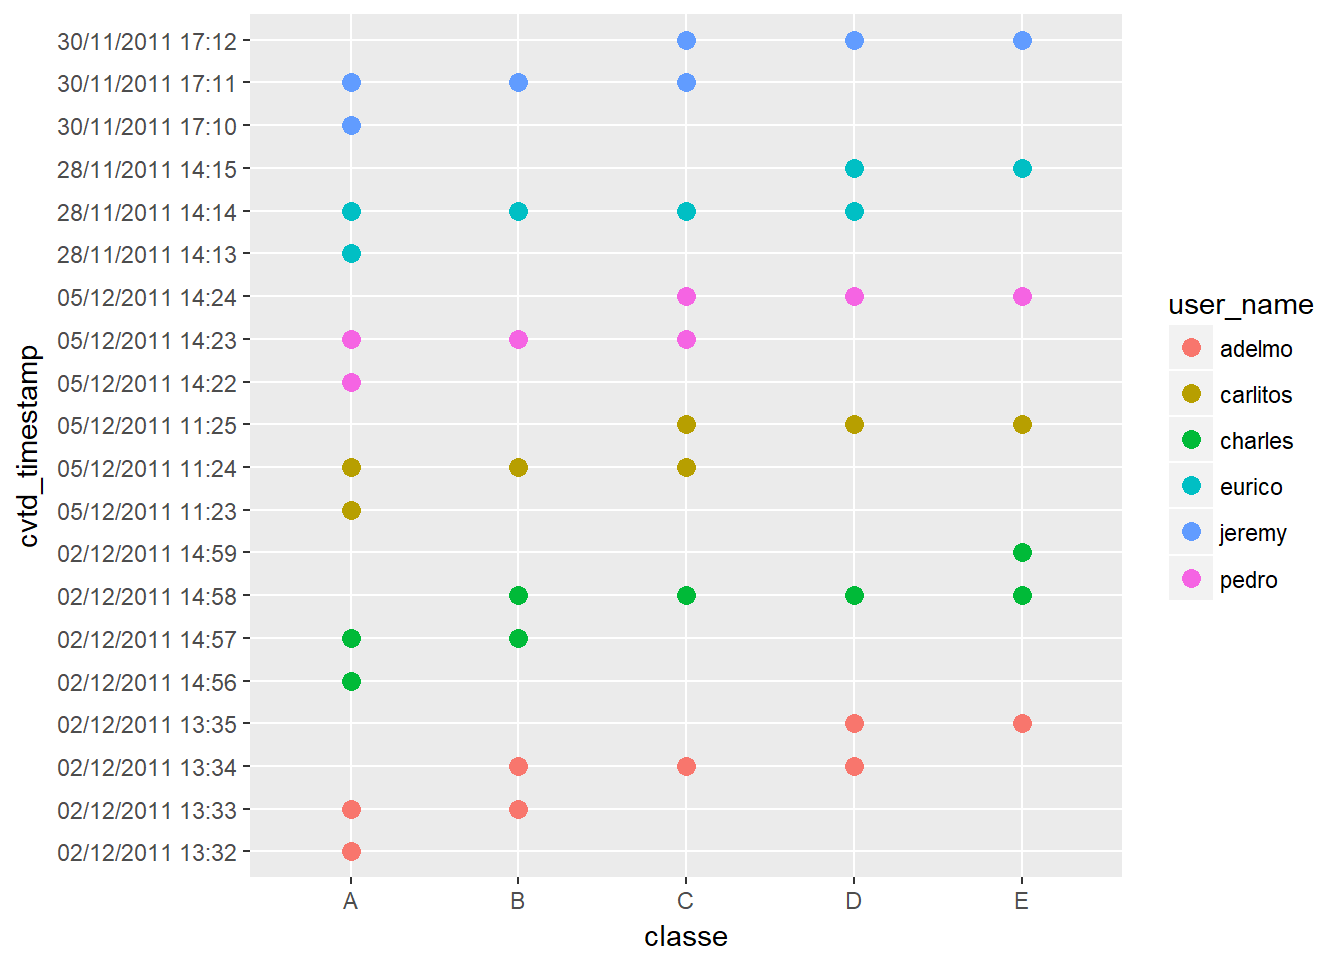 cvtd_timestamp
30/11/2011 17:12
30/11/2011 17:11
30/11/2011 17:10
28/11/2011 14:15
28/11/2011 14:14
28/11/2011 14:13
05/12/2011 14:24
05/12/2011 14:23
05/12/2011 14:22
05/12/2011 11:25
05/12/2011 11:24
05/12/2011 11:23
02/12/2011 14:59
02/12/2011 14:58
02/12/2011 14:57
02/12/2011 14:56
02/12/2011 13:35
02/12/2011 13:34
02/12/2011 13:33
02/12/2011 13:32
A B C D E
classe
user_name
adelmo
carlitos
charles
eurico
jeremy
pedro